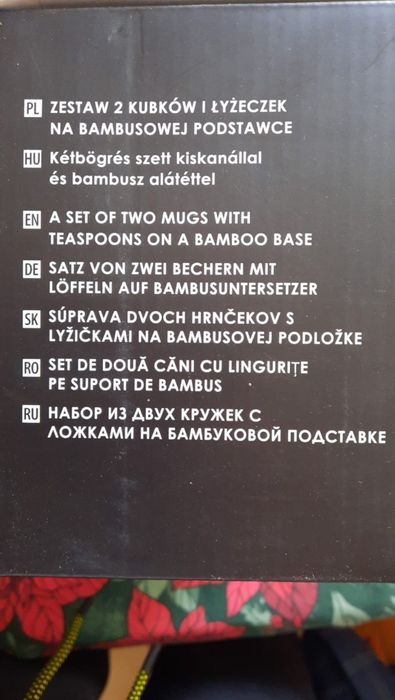 PL ZESTAW 2 KUBKÓW I ŁYŻECZEK
NA BAMBUSOWEJ PODSTAWCE
HU Kétbögrés szett kiskanállal
és bambusz alátéttel
EN A SET OF TWO MUGS WITH
TEASPOONS ON A BAMBOO BASE
DE SATZ VON ZWEI BECHERN MIT
LÖFFELN AUF BAMBUSUNTERSETZER
SK SÚPRAVA DVOCH HRNČEKOV S
LYŽIČKAMI NA BAMBUSOVEJ PODLOŽKE
RO SET DE DOUĂ CĂNI CU LINGURIȚE
PE SUPORT DE BAMBUS
RU НАБОР ИЗ ДВУХ КРУЖЕК С
ЛОЖКАМИ НА БАМБУКОВОЙ ПОДСТАВКЕ